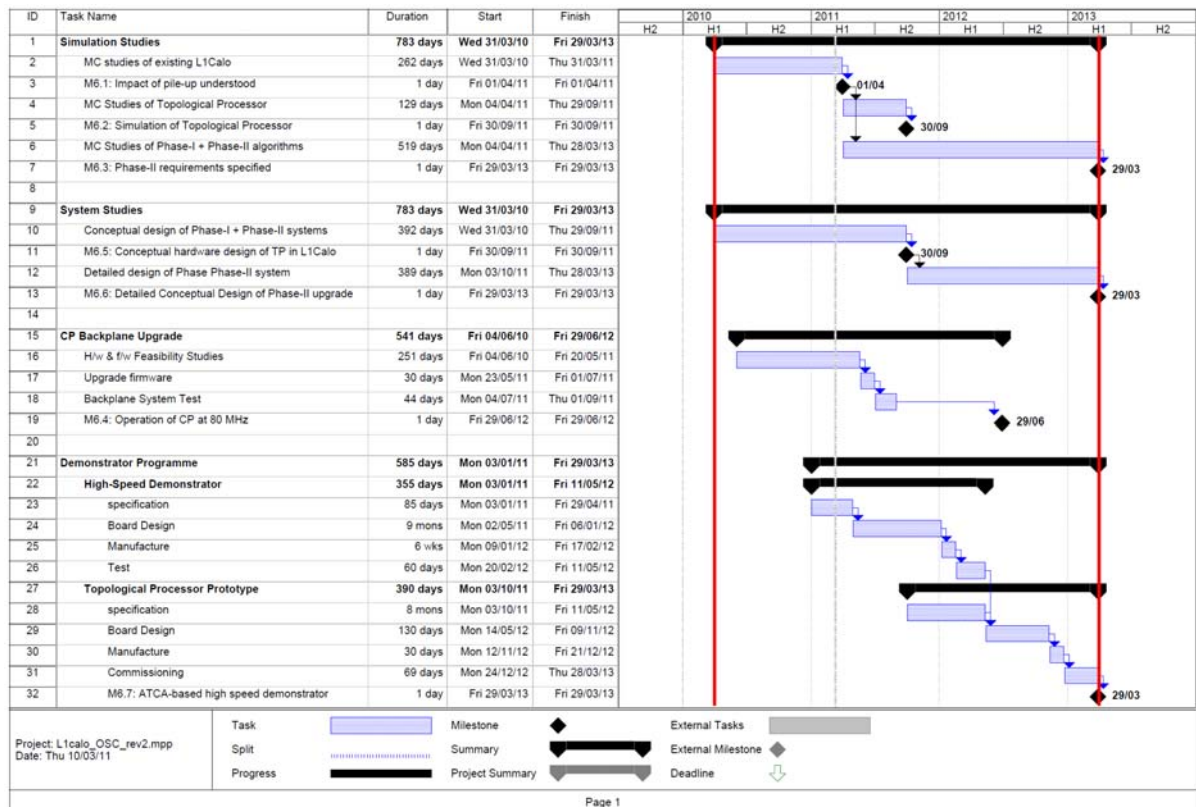 ID Task Name Duration Start Finish 2010 2011 2012 2013
H2 H1 H2 H1 H2 H1 H2 H1 H2
1 Simulation Studies 783 days Wed 31/03/10 Fri 29/03/13
2 MC studies of existing L1Calo 262 days Wed 31/03/10 Thu 31/03/11
3 M6.1: Impact of pile-up understood 1 day Fri 01/04/11 Fri 01/04/11 01/04
4 MC Studies of Topological Processor 129 days Mon 04/04/11 Thu 29/09/11
5 M6.2: Simulation of Topological Processor 1 day Fri 30/09/11 Fri 30/09/11 30/09
6 MC Studies of Phase-I + Phase-II algorithms 519 days Mon 04/04/11 Thu 28/03/13
7 M6.3: Phase-II requirements specified 1 day Fri 29/03/13 Fri 29/03/13 29/03
8
9 System Studies 783 days Wed 31/03/10 Fri 29/03/13
10 Conceptual design of Phase-I + Phase-II systems 392 days Wed 31/03/10 Thu 29/09/11
11 M6.5: Conceptual hardware design of TP in L1Calo 1 day Fri 30/09/11 Fri 30/09/11 30/09
12 Detailed design of Phase Phase-II system 389 days Mon 03/10/11 Thu 28/03/13
13 M6.6: Detailed Conceptual Design of Phase-II upgrade 1 day Fri 29/03/13 Fri 29/03/13 29/03
14
15 CP Backplane Upgrade 541 days Fri 04/06/10 Fri 29/06/12
16 H/w & f/w Feasibility Studies 251 days Fri 04/06/10 Fri 20/05/11
17 Upgrade firmware 30 days Mon 23/05/11 Fri 01/07/11
18 Backplane System Test 44 days Mon 04/07/11 Thu 01/09/11
19 M6.4: Operation of CP at 80 MHz 1 day Fri 29/06/12 Fri 29/06/12 29/06
20
21 Demonstrator Programme 585 days Mon 03/01/11 Fri 29/03/13
22 High-Speed Demonstrator 355 days Mon 03/01/11 Fri 11/05/12
23 specification 85 days Mon 03/01/11 Fri 29/04/11
24 Board Design 9 mons Mon 02/05/11 Fri 06/01/12
25 Manufacture 6 wks Mon 09/01/12 Fri 17/02/12
26 Test 60 days Mon 20/02/12 Fri 11/05/12
27 Topological Processor Prototype 390 days Mon 03/10/11 Fri 29/03/13
28 specification 8 mons Mon 03/10/11 Fri 11/05/12
29 Board Design 130 days Mon 14/05/12 Fri 09/11/12
30 Manufacture 30 days Mon 12/11/12 Fri 21/12/12
31 Commissioning 69 days Mon 24/12/12 Thu 28/03/13
32 M6.7: ATCA-based high speed demonstrator 1 day Fri 29/03/13 Fri 29/03/13 29/03
Project: L1calo_OSC_rev2.mpp
Date: Thu 10/03/11
Task Milestone External Tasks
Split Summary External Milestone
Progress Project Summary Deadline
Page 1